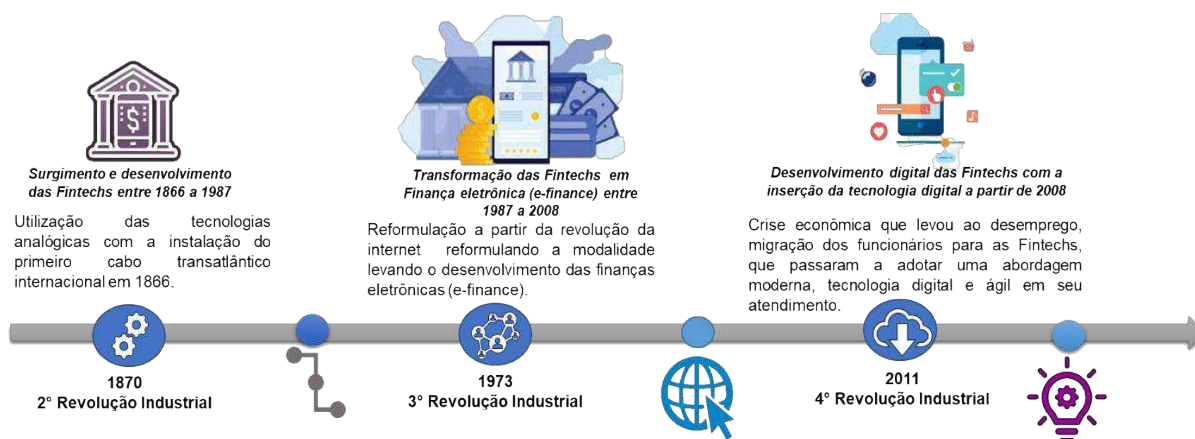 Surgimento e desenvolvimento
das Fintechs entre 1866 a 1987
Utilização das tecnologias
analógicas com a instalação do
primeiro cabo transatlântico
internacional em 1866.
Transformação das Fintechs em
Finança eletrônica (e-finance) entre
1987 a 2008
Reformulação a partir da revolução da
internet reformulando a modalidade
levando o desenvolvimento das finanças
eletrônicas (e-finance).
Desenvolvimento digital das Fintechs com a
inserção da tecnologia digital a partir de 2008
Crise econômica que levou ao desemprego,
migração dos funcionários para as Fintechs,
que passaram a adotar uma abordagem
moderna, tecnologia digital e ágil em seu
atendimento.
1870
2° Revolução Industrial
1973
3° Revolução Industrial
2011
4° Revolução Industrial